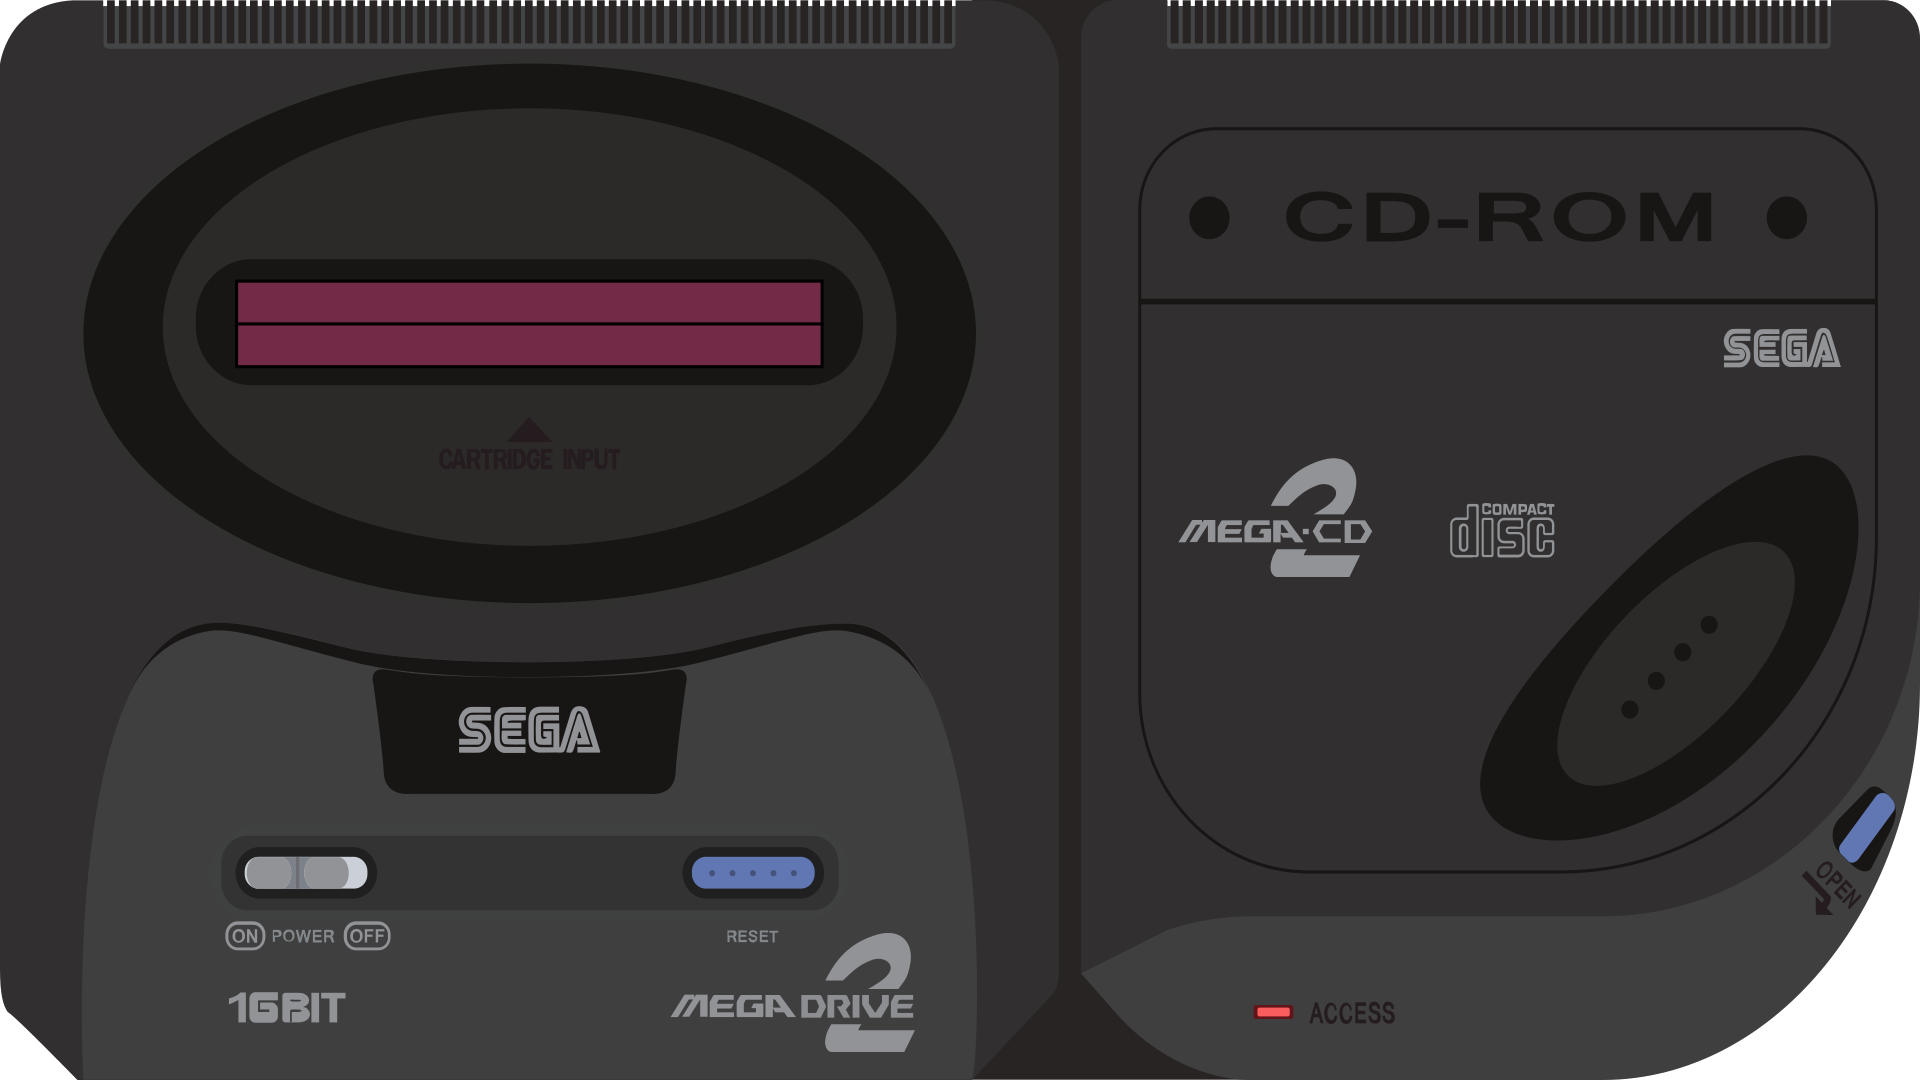 CD-ROM
SEGA
CARTRIDGE INPUT
MEGA-CD 2
COMPACT
disc
SEGA
OPEN
ON POWER OFF
RESET
16BIT
MEGA DRIVE 2
ACCESS